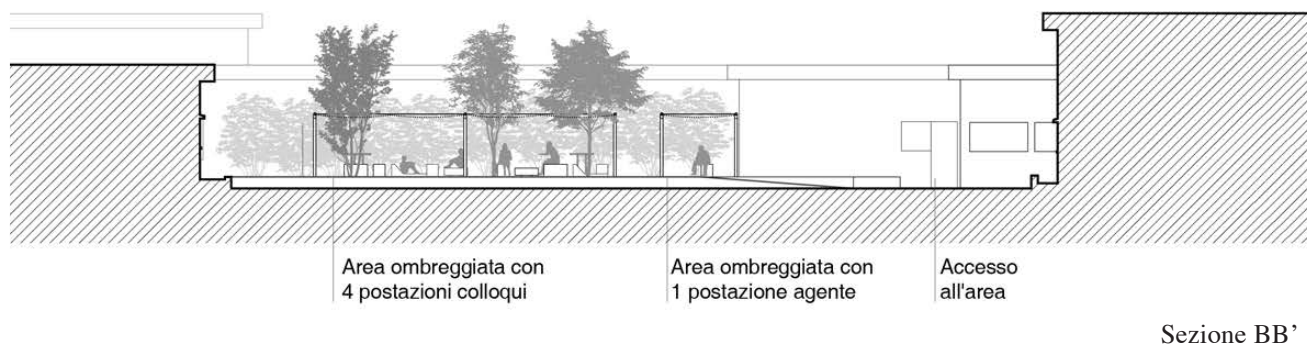 Area ombreggiata con
4 postazioni colloqui
Area ombreggiata con
1 postazione agente
Accesso
all'area
Sezione BB’